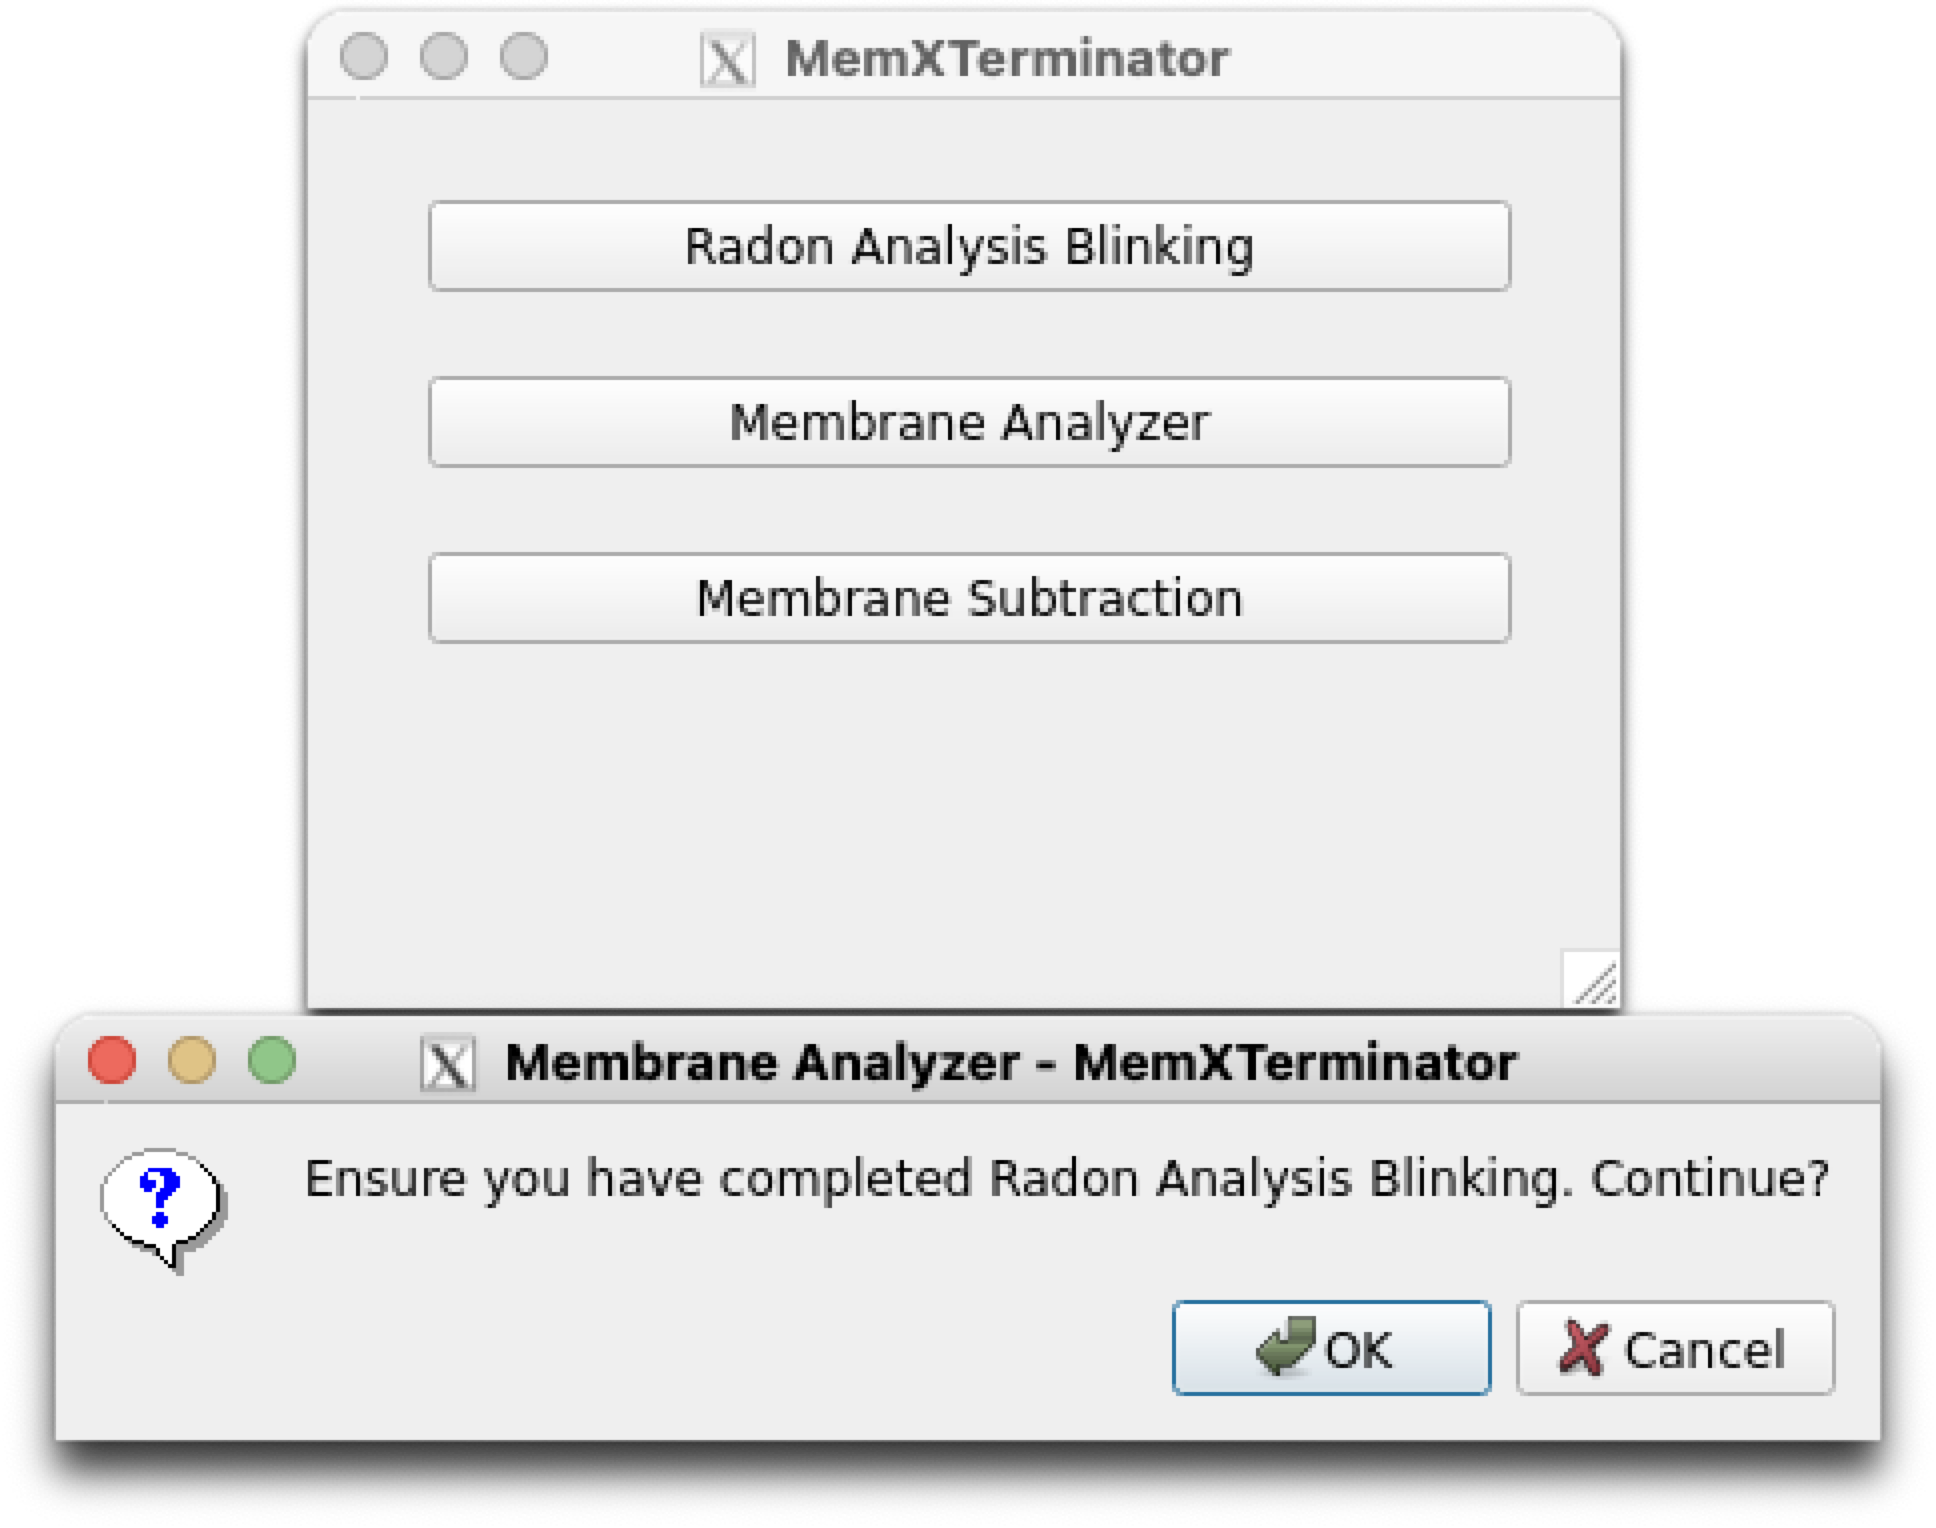 MemXTerminator
Radon Analysis Blinking
Membrane Analyzer
Membrane Subtraction
Membrane Analyzer - MemXTerminator
Ensure you have completed Radon Analysis Blinking. Continue?
OK
Cancel